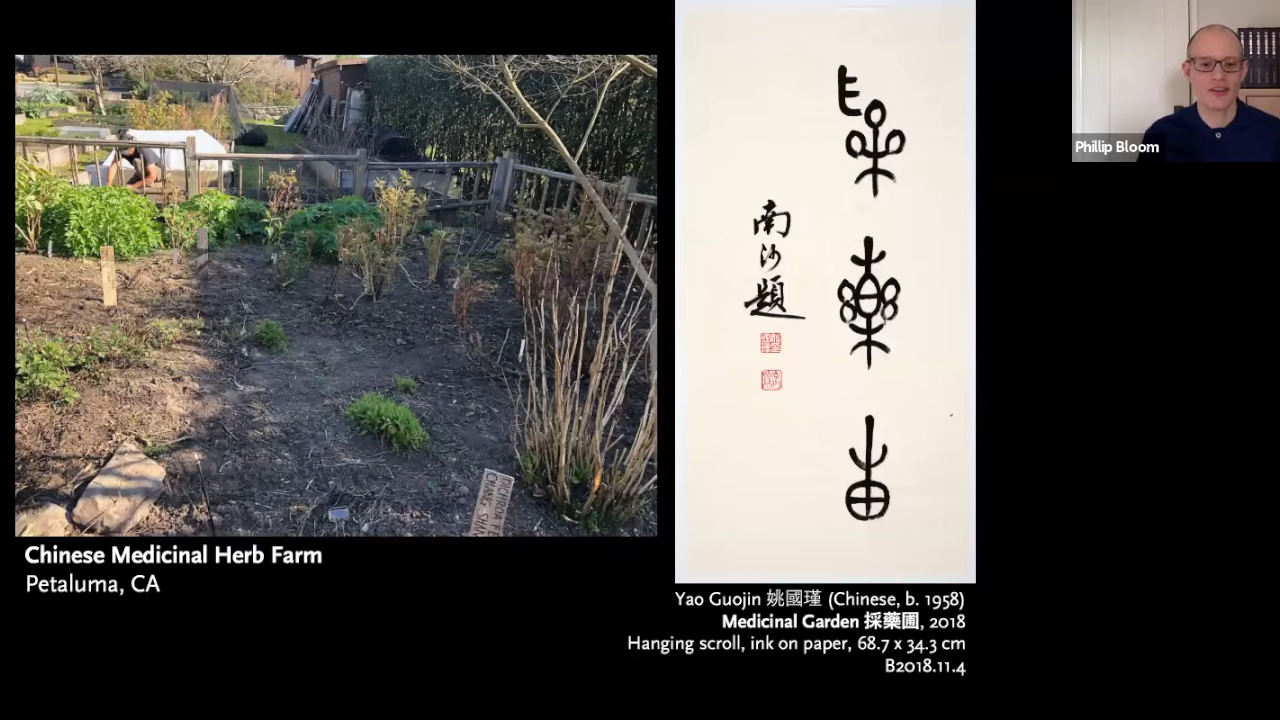 Chinese Medicinal Herb Farm
Petaluma, CA
南沙題
Yao Guojin 姚國瑾 (Chinese, b. 1958)
Medicinal Garden 採藥圃, 2018
Hanging scroll, ink on paper, 68.7 x 34.3 cm
B2018.11.4
Phillip Bloom